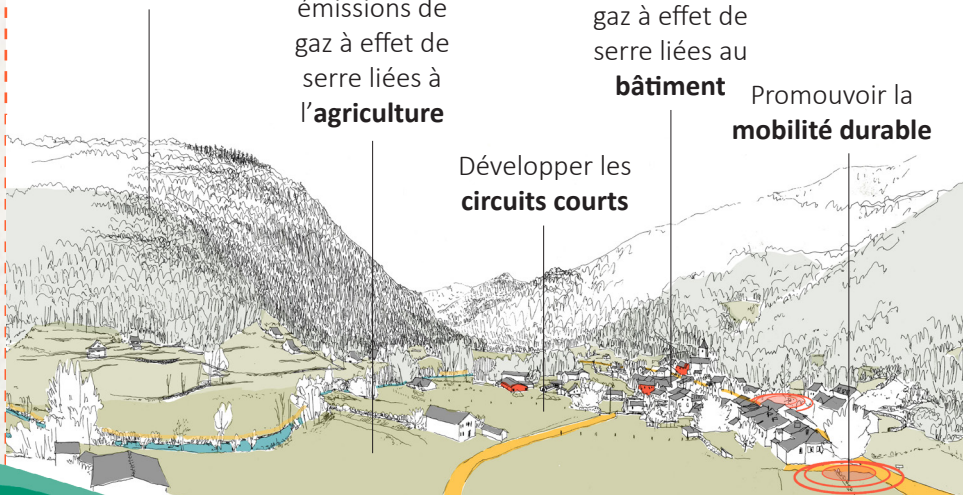 émissions de
gaz à effet de
serre liées à
l'agriculture
gaz à effet de
serre liées au
bâtiment
Promouvoir la
mobilité durable
Développer les
circuits courts